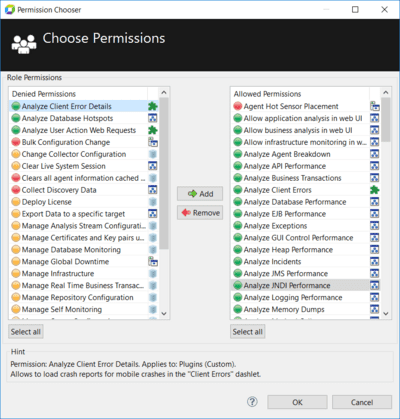 Permission Chooser
Choose Permissions
Role Permissions
Denied Permissions
Analyze Client Error Details
Analyze Database Hotspots
Analyze User Action Web Requests
Bulk Configuration Change
Change Collector Configuration
Clear Live Session
Clears all agent information cached ...
Collect Discovery Data
Deploy License
Export Data to a specific target
Manage Analysis Stream Configurati...
Manage Certificates and Key pairs u...
Manage Database Monitoring
Manage Global Downtime
Manage Infrastructure
Manage Real Time Business Transac...
Manage Repository Configuration
Manage Self Monitoring
Select all
Add
Remove
Allowed Permissions
Agent Hot Sensor Placement
Allow application analysis in web UI
Allow business analysis in web UI
Allow infrastructure monitoring in w...
Analyze Agent Breakdown
Analyze API Performance
Analyze Business Transactions
Analyze Client Errors
Analyze Database Performance
Analyze EJB Performance
Analyze Exceptions
Analyze GUI Control Performance
Analyze Heap Performance
Analyze Incidents
Analyze JMS Performance
Analyze JNDI Performance
Analyze Logging Performance
Analyze Memory Dumps
Select all
Hint
Permission: Analyze Client Error Details. Applies to: Plugins (Custom).
Allows to load crash reports for mobile crashes in the "Client Errors" dashlet.
?
OK
Cancel